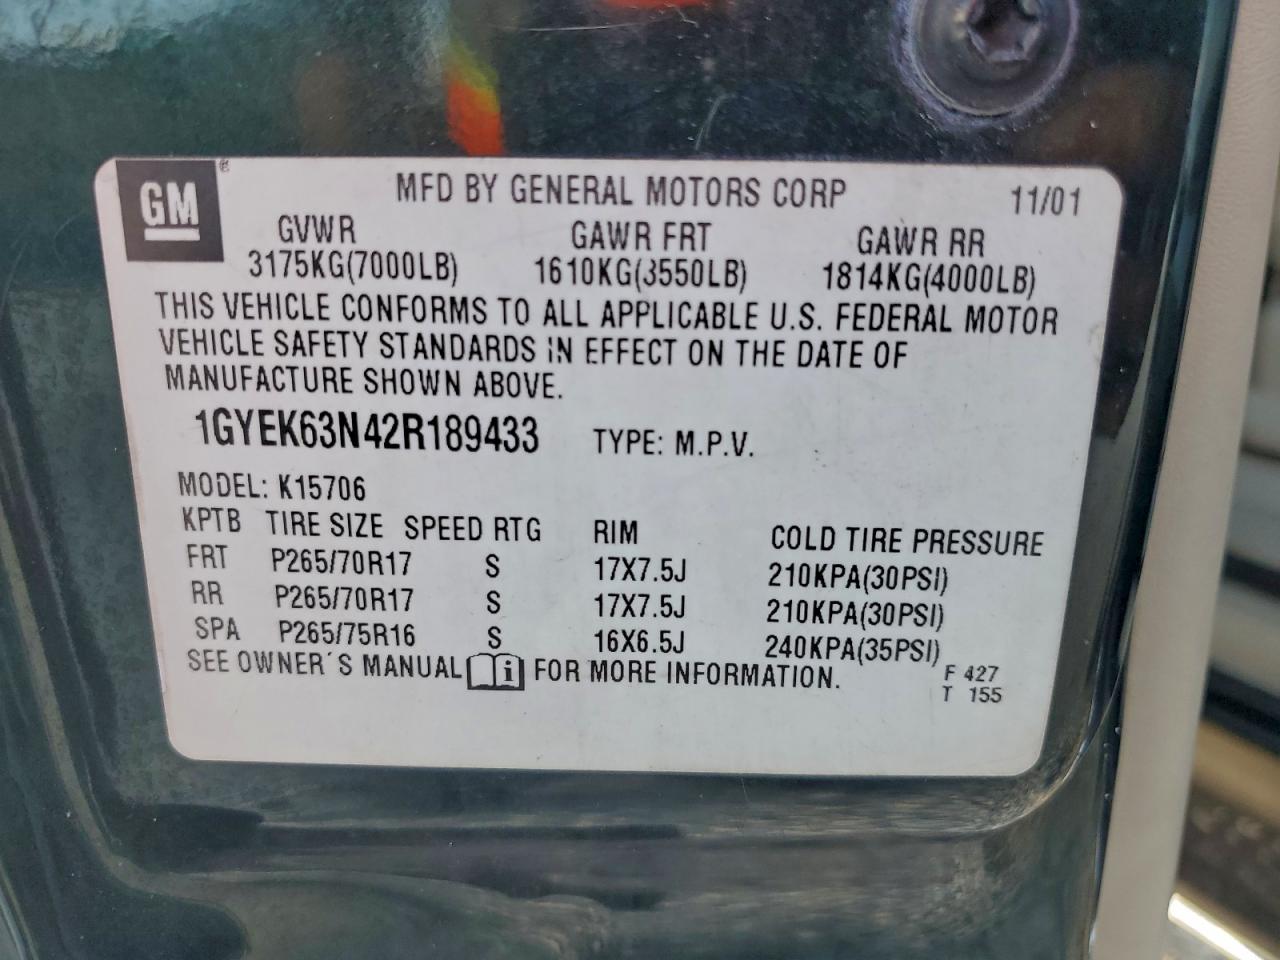 GM®
MFD BY GENERAL MOTORS CORP 11/01
GVWR GAWR FRT GAWR RR
3175KG(7000LB) 1610KG(3550LB) 1814KG(4000LB)
THIS VEHICLE CONFORMS TO ALL APPLICABLE U.S. FEDERAL MOTOR
VEHICLE SAFETY STANDARDS IN EFFECT ON THE DATE OF
MANUFACTURE SHOWN ABOVE.
1GYEK63N42R189433 TYPE: M.P.V.
MODEL: K15706
KPTB TIRE SIZE SPEED RTG RIM COLD TIRE PRESSURE
FRT P265/70R17 S 17X7.5J 210KPA(30PSI)
RR P265/70R17 S 17X7.5J 210KPA(30PSI)
SPA P265/75R16 S 16X6.5J 240KPA(35PSI)
SEE OWNER´S MANUAL i FOR MORE INFORMATION.
F 427
T 155